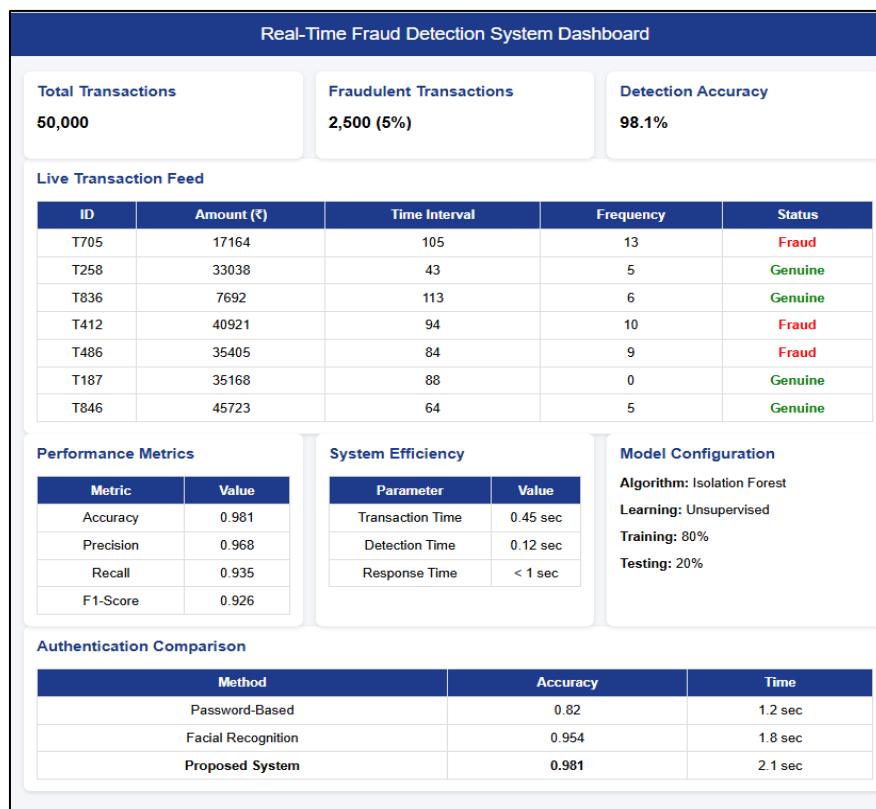 Real-Time Fraud Detection System Dashboard
Total Transactions
50,000
Fraudulent Transactions
2,500 (5%)
Detection Accuracy
98.1%
Live Transaction Feed
ID Amount (₹) Time Interval Frequency Status
T705 17164 105 13 Fraud
T258 33038 43 5 Genuine
T836 7692 113 6 Genuine
T412 40921 94 10 Fraud
T486 35405 84 9 Fraud
T187 35168 88 0 Genuine
T846 45723 64 5 Genuine
Performance Metrics
Metric Value
Accuracy 0.981
Precision 0.968
Recall 0.935
F1-Score 0.926
System Efficiency
Parameter Value
Transaction Time 0.45 sec
Detection Time 0.12 sec
Response Time < 1 sec
Model Configuration
Algorithm: Isolation Forest
Learning: Unsupervised
Training: 80%
Testing: 20%
Authentication Comparison
Method Accuracy Time
Password-Based 0.82 1.2 sec
Facial Recognition 0.954 1.8 sec
Proposed System 0.981 2.1 sec